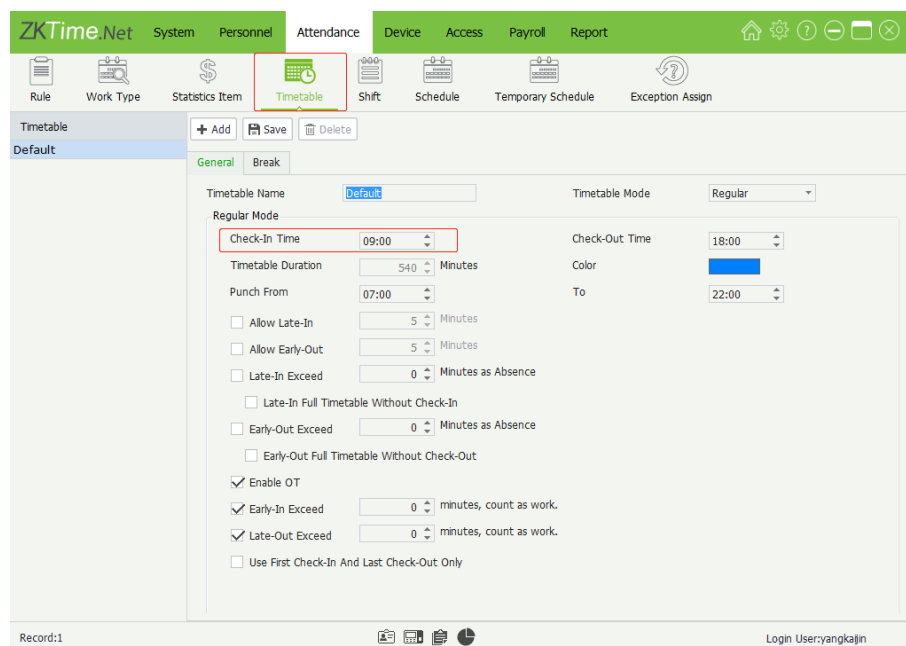 ZKTime.Net System Personnel Attendance Device Access Payroll Report
Rule Work Type Statistics Item Timetable Shift Schedule Temporary Schedule Exception Assign
Timetable
Default
Add Save Delete
General Break
Timetable Name Default Timetable Mode Regular
Regular Mode
Check-In Time 09:00 Check-Out Time 18:00
Timetable Duration 540 Minutes Color
Punch From 07:00 To 22:00
Allow Late-In 5 Minutes
Allow Early-Out 5 Minutes
Late-In Exceed 0 Minutes as Absence
Late-In Full Timetable Without Check-In
Early-Out Exceed 0 Minutes as Absence
Early-Out Full Timetable Without Check-Out
Enable OT
Early-In Exceed 0 minutes, count as work.
Late-Out Exceed 0 minutes, count as work.
Use First Check-In And Last Check-Out Only
Record:1 Login User:yangkaijin